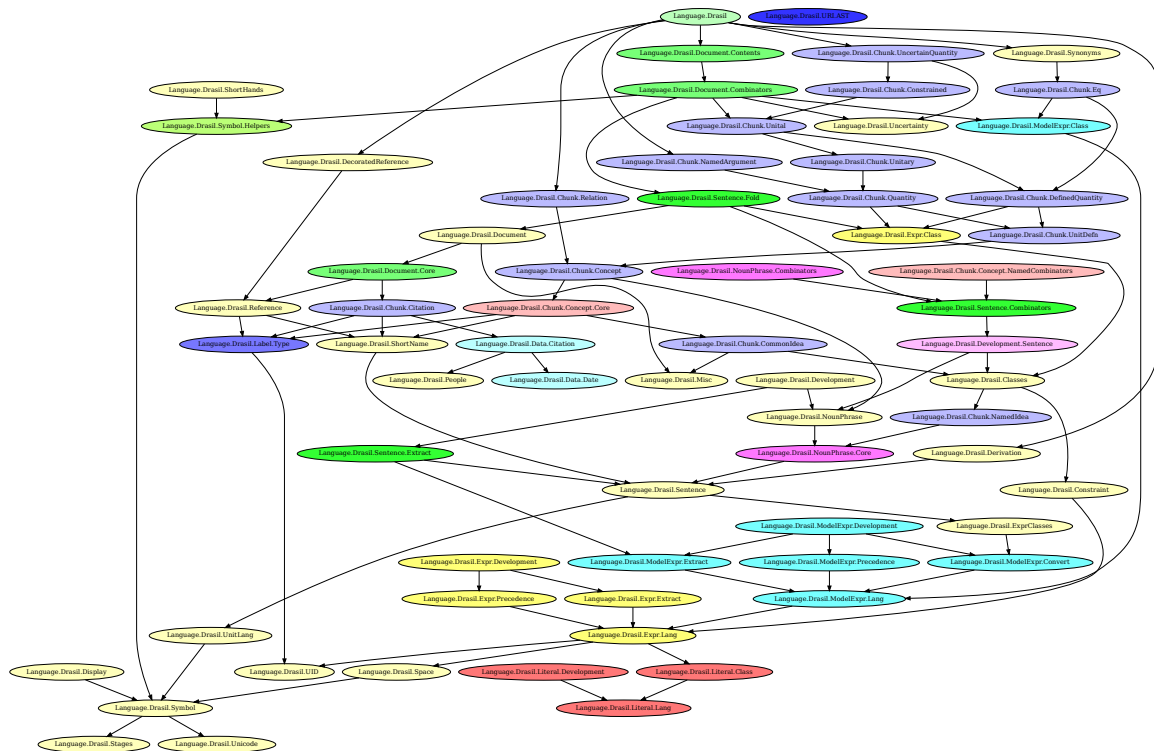 Language.Drasil
Language.Drasil.URLAST
Language.Drasil.Document.Contents
Language.Drasil.Chunk.UncertainQuantity
Language.Drasil.Synonyms
Language.Drasil.ShortHands
Language.Drasil.Document.Combinators
Language.Drasil.Chunk.Constrained
Language.Drasil.Chunk.Eq
Language.Drasil.Symbol.Helpers
Language.Drasil.Chunk.Unital
Language.Drasil.Uncertainty
Language.Drasil.ModelExpr.Class
Language.Drasil.DecoratedReference
Language.Drasil.Chunk.NamedArgument
Language.Drasil.Chunk.Unitary
Language.Drasil.Chunk.Relation
Language.Drasil.Sentence.Fold
Language.Drasil.Chunk.Quantity
Language.Drasil.Chunk.DefinedQuantity
Language.Drasil.Document
Language.Drasil.Expr.Class
Language.Drasil.Chunk.UnitDefn
Language.Drasil.Document.Core
Language.Drasil.Chunk.Concept
Language.Drasil.NounPhrase.Combinators
Language.Drasil.Chunk.Concept.NamedCombinators
Language.Drasil.Reference
Language.Drasil.Chunk.Citation
Language.Drasil.Chunk.Concept.Core
Language.Drasil.Sentence.Combinators
Language.Drasil.Label.Type
Language.Drasil.ShortName
Language.Drasil.Data.Citation
Language.Drasil.Chunk.CommonIdea
Language.Drasil.Development.Sentence
Language.Drasil.People
Language.Drasil.Data.Date
Language.Drasil.Misc
Language.Drasil.Development
Language.Drasil.Classes
Language.Drasil.NounPhrase
Language.Drasil.Chunk.NamedIdea
Language.Drasil.Sentence.Extract
Language.Drasil.NounPhrase.Core
Language.Drasil.Derivation
Language.Drasil.Sentence
Language.Drasil.Constraint
Language.Drasil.ModelExpr.Development
Language.Drasil.ExprClasses
Language.Drasil.Expr.Development
Language.Drasil.ModelExpr.Extract
Language.Drasil.ModelExpr.Precedence
Language.Drasil.ModelExpr.Convert
Language.Drasil.Expr.Precedence
Language.Drasil.Expr.Extract
Language.Drasil.ModelExpr.Lang
Language.Drasil.UnitLang
Language.Drasil.Expr.Lang
Language.Drasil.Display
Language.Drasil.UID
Language.Drasil.Space
Language.Drasil.Literal.Development
Language.Drasil.Literal.Class
Language.Drasil.Symbol
Language.Drasil.Literal.Lang
Language.Drasil.Stages
Language.Drasil.Unicode